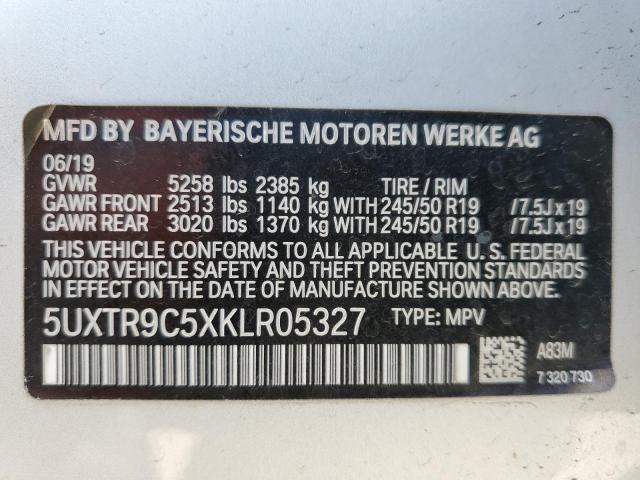 MFD BY BAYERISCHE MOTOREN WERKE AG
06/19
GVWR 5258 lbs 2385 kg TIRE / RIM
GAWR FRONT 2513 lbs 1140 kg WITH 245/50 R19 /7.5J x 19
GAWR REAR 3020 lbs 1370 kg WITH 245/50 R19 /7.5J x 19
THIS VEHICLE CONFORMS TO ALL APPLICABLE U. S. FEDERAL
MOTOR VEHICLE SAFETY AND THEFT PREVENTION STANDARDS
IN EFFECT ON THE DATE OF MANUFACTURE SHOWN ABOVE.
5UXTR9C5XKLR05327 TYPE: MPV
A83M
7 320 730